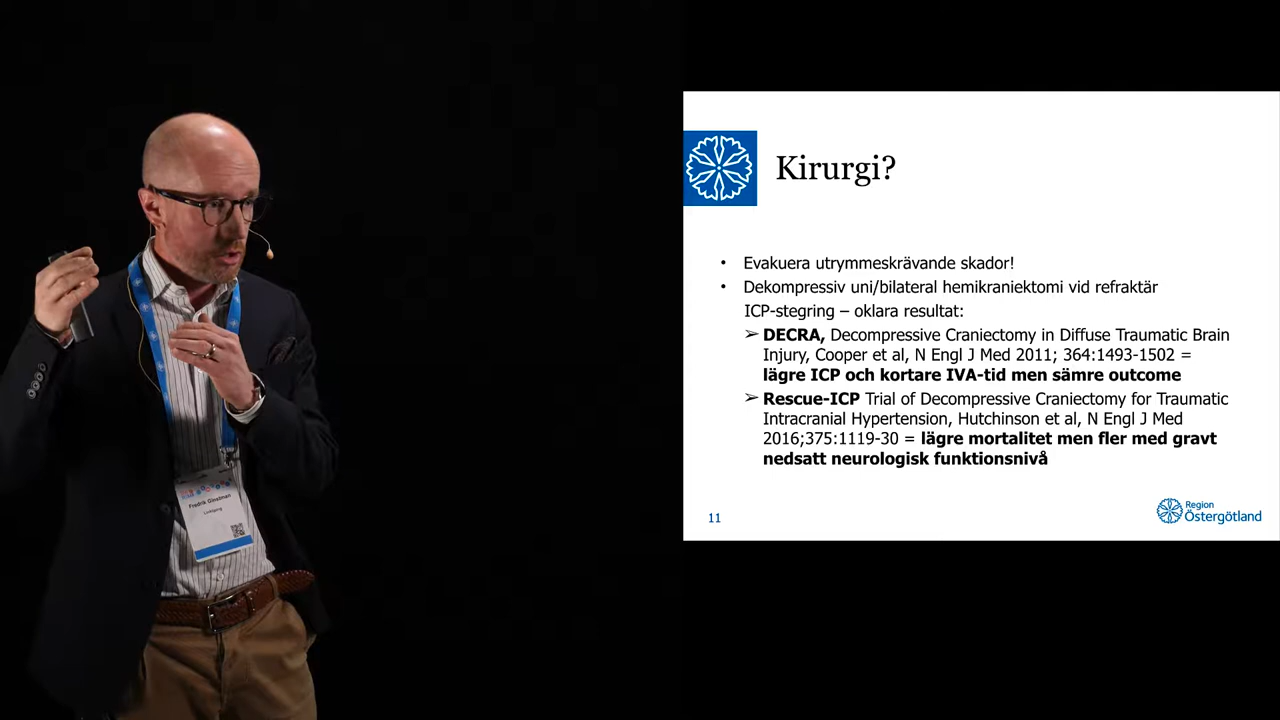 Fredrik Ginstman
Linköping
Kirurgi?
• Evakuera utrymmeskrävande skador!
• Dekompressiv uni/bilateral hemikraniektomi vid refraktär
ICP-stegring – oklara resultat:
➢ DECRA, Decompressive Craniectomy in Diffuse Traumatic Brain
Injury, Cooper et al, N Engl J Med 2011; 364:1493-1502 =
lägre ICP och kortare IVA-tid men sämre outcome
➢ Rescue-ICP Trial of Decompressive Craniectomy for Traumatic
Intracranial Hypertension, Hutchinson et al, N Engl J Med
2016;375:1119-30 = lägre mortalitet men fler med gravt
nedsatt neurologisk funktionsnivå
11
Region
Östergötland